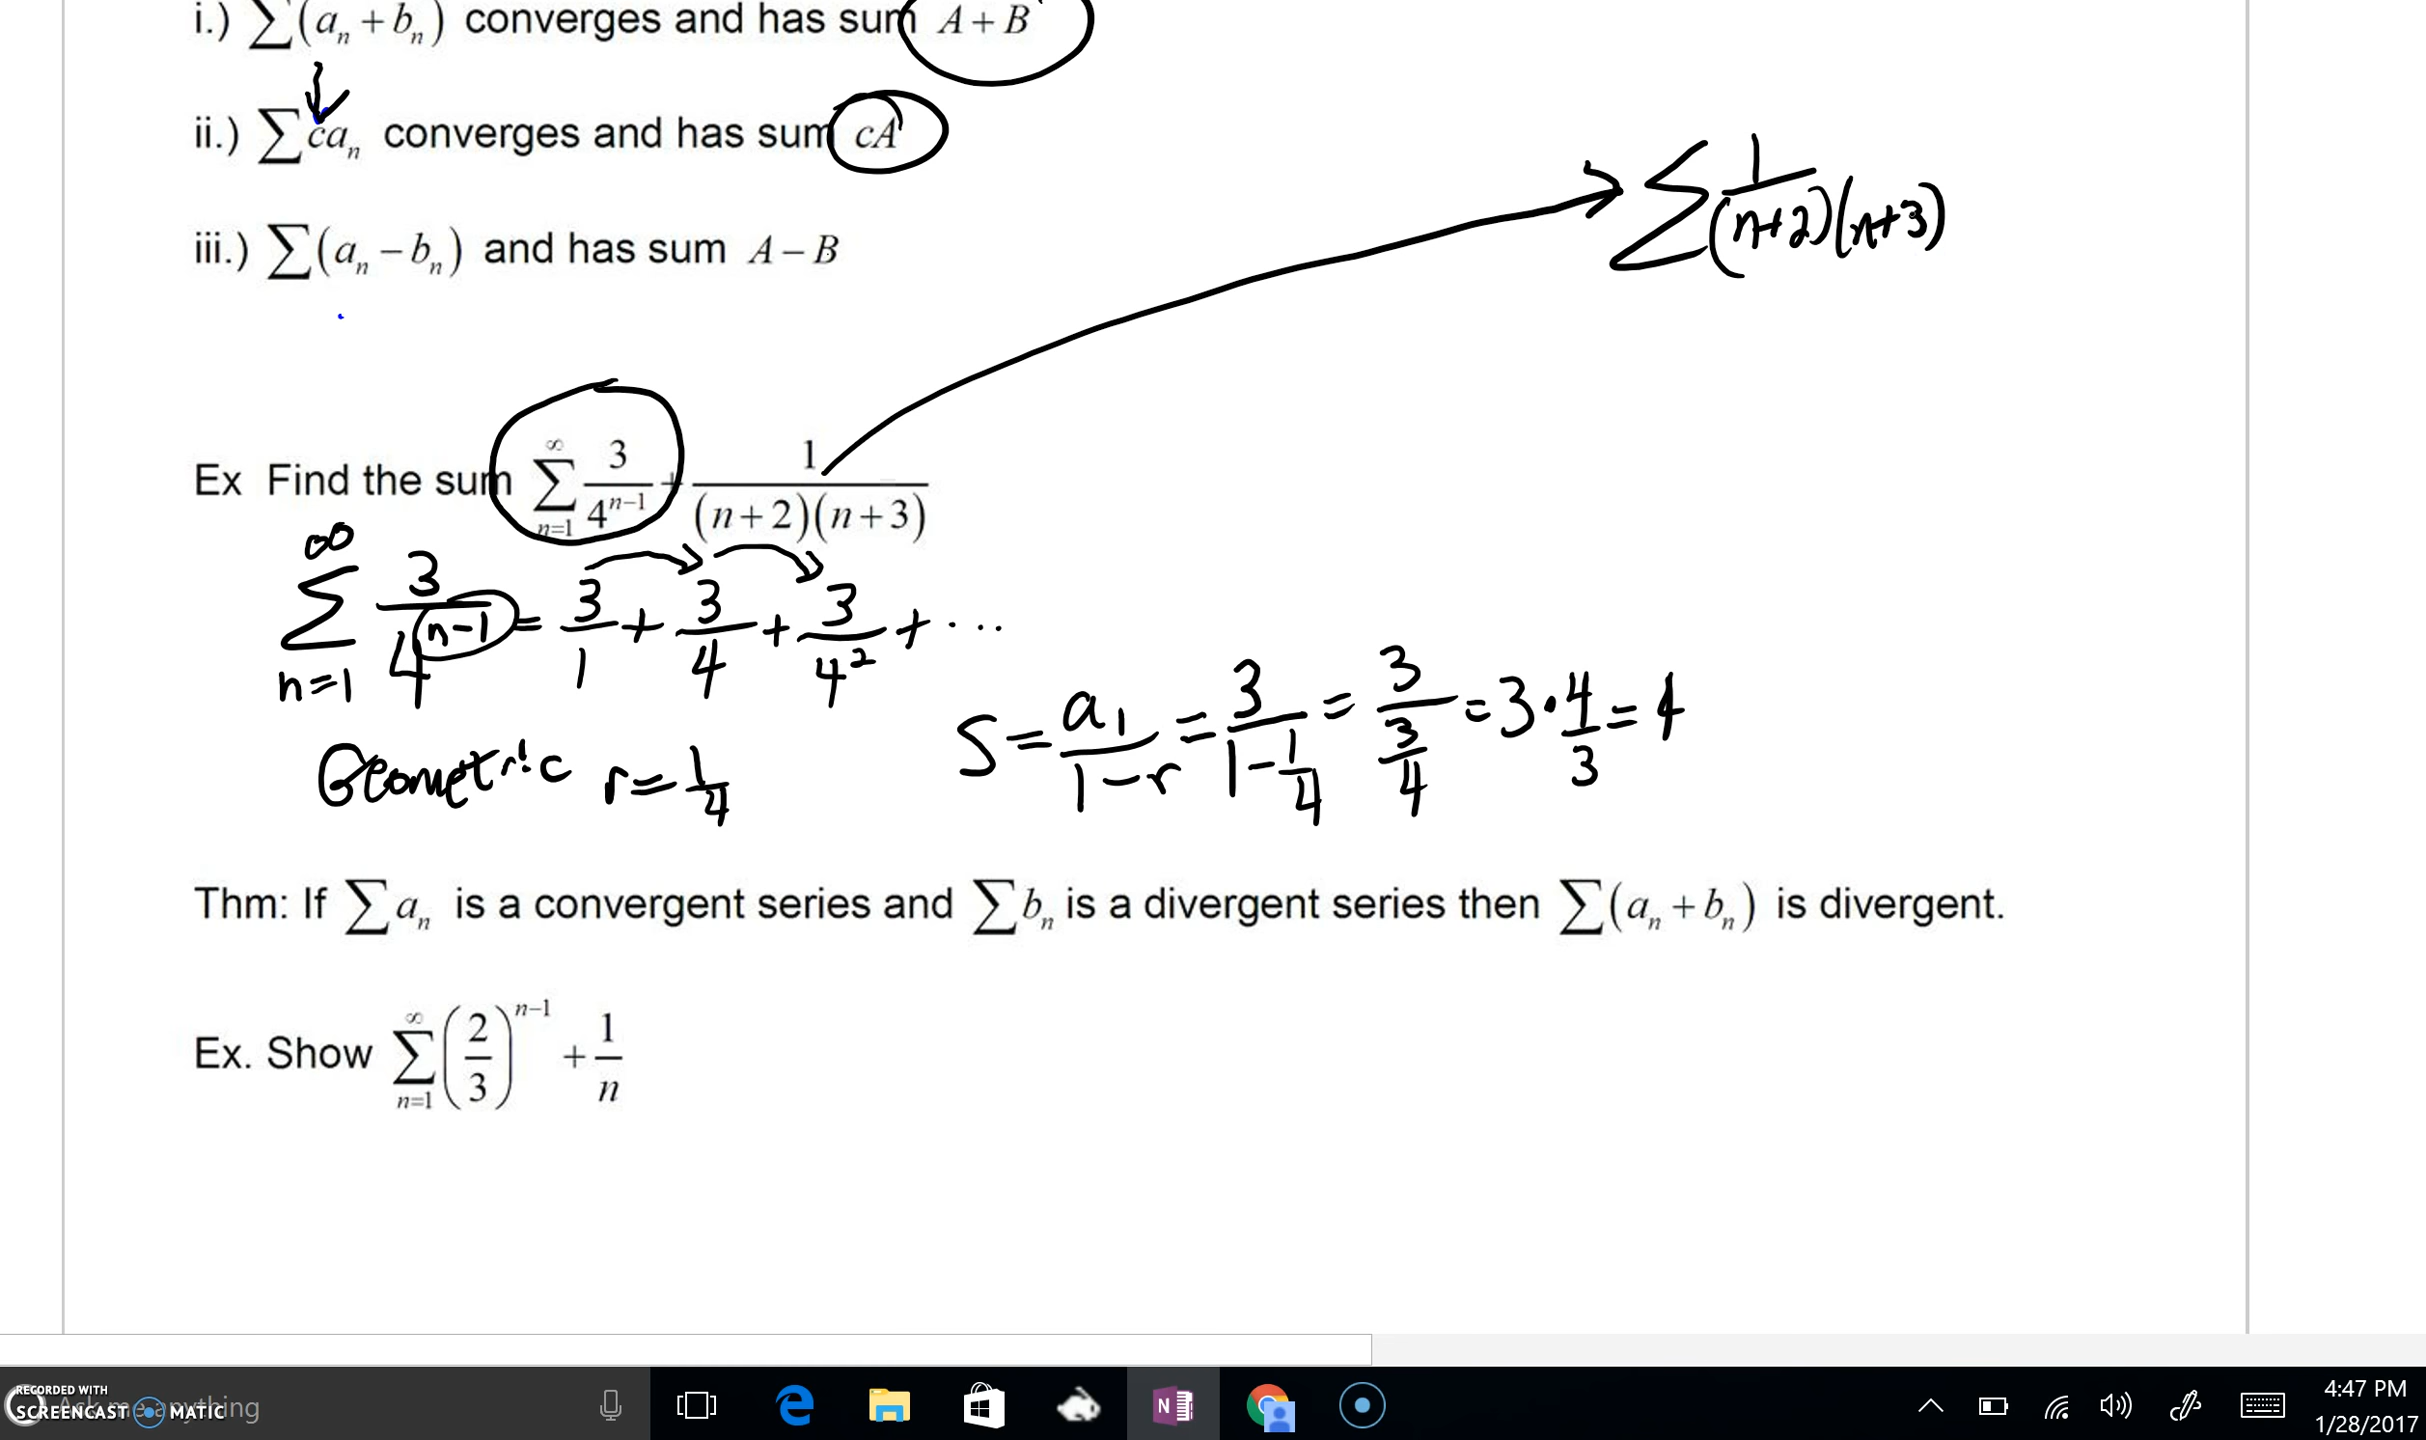 i.) ∑(aₙ + bₙ) converges and has sum A + B
ii.) ∑caₙ converges and has sum cA
iii.) ∑(aₙ − bₙ) and has sum A − B
∑ 1/((n+2)(n+3))
Ex Find the sum ∑_{n=1}^{∞} 3/4^{n−1} + 1/((n+2)(n+3))
∑_{n=1}^{∞} 3/4^{(n−1)} = 3/1 + 3/4 + 3/4² + ...
Geometric r = 1/4
S = a₁/(1−r) = 3/(1−1/4) = 3/(3/4) = 3·4/3 = 4
Thm: If ∑aₙ is a convergent series and ∑bₙ is a divergent series then ∑(aₙ + bₙ) is divergent.
Ex. Show ∑_{n=1}^{∞} (2/3)^{n−1} + 1/n
RECORDED WITH
SCREENCAST MATIC
Ask me anything
N
4:47 PM
1/28/2017